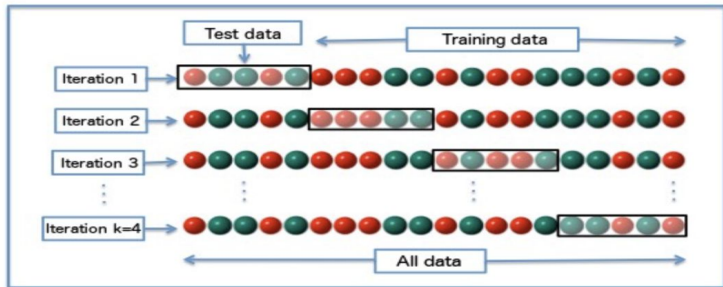 Test data
Training data
Iteration 1
Iteration 2
Iteration 3
Iteration k=4
All data